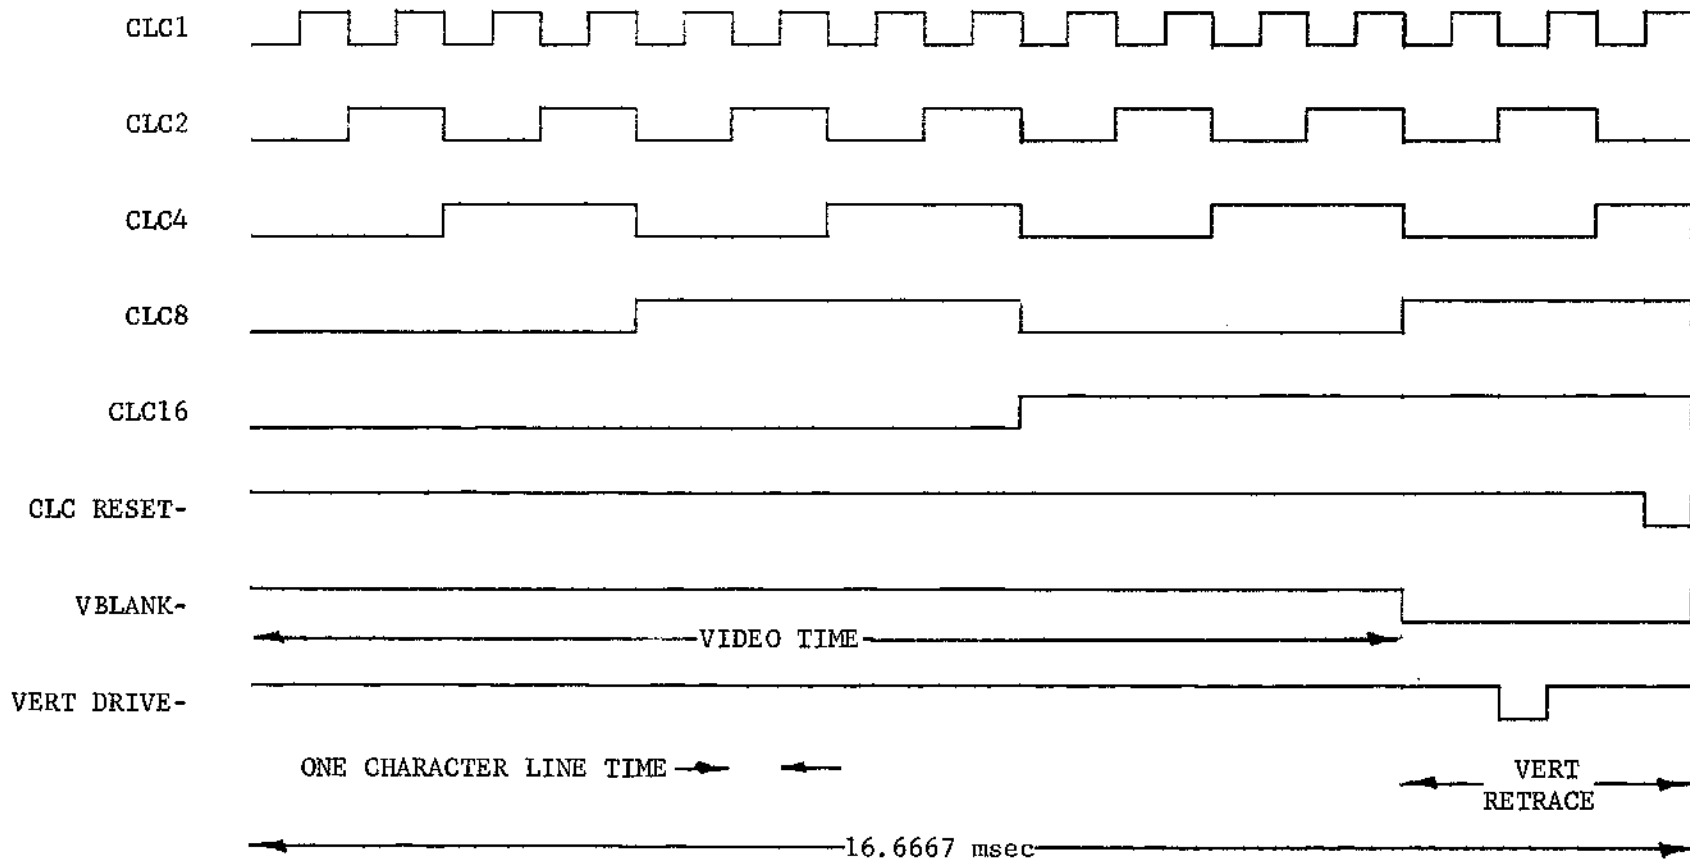 CLC1
CLC2
CLC4
CLC8
CLC16
CLC RESET-
VBLANK-
VIDEO TIME
VERT DRIVE-
ONE CHARACTER LINE TIME
VERT
RETRACE
16.6667 msec